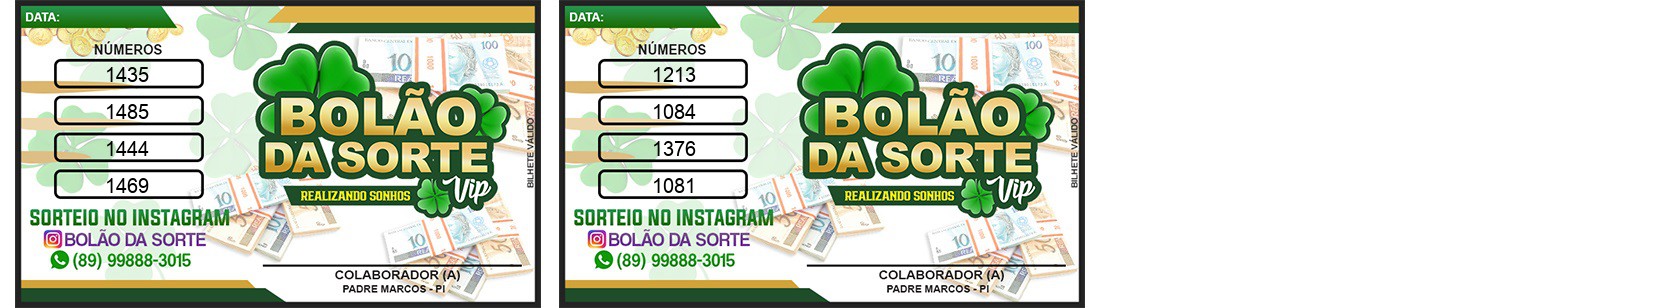 DATA:
NÚMEROS
1435
1485
1444
1469
BOLÃO
DA SORTE
REALIZANDO SONHOS
Vip
BILHETE VÁLIDO
SORTEIO NO INSTAGRAM
BOLÃO DA SORTE
(89) 99888-3015
COLABORADOR (A)
PADRE MARCOS - PI
DATA:
NÚMEROS
1213
1084
1376
1081
BOLÃO
DA SORTE
REALIZANDO SONHOS
Vip
BILHETE VÁLIDO
SORTEIO NO INSTAGRAM
BOLÃO DA SORTE
(89) 99888-3015
COLABORADOR (A)
PADRE MARCOS - PI